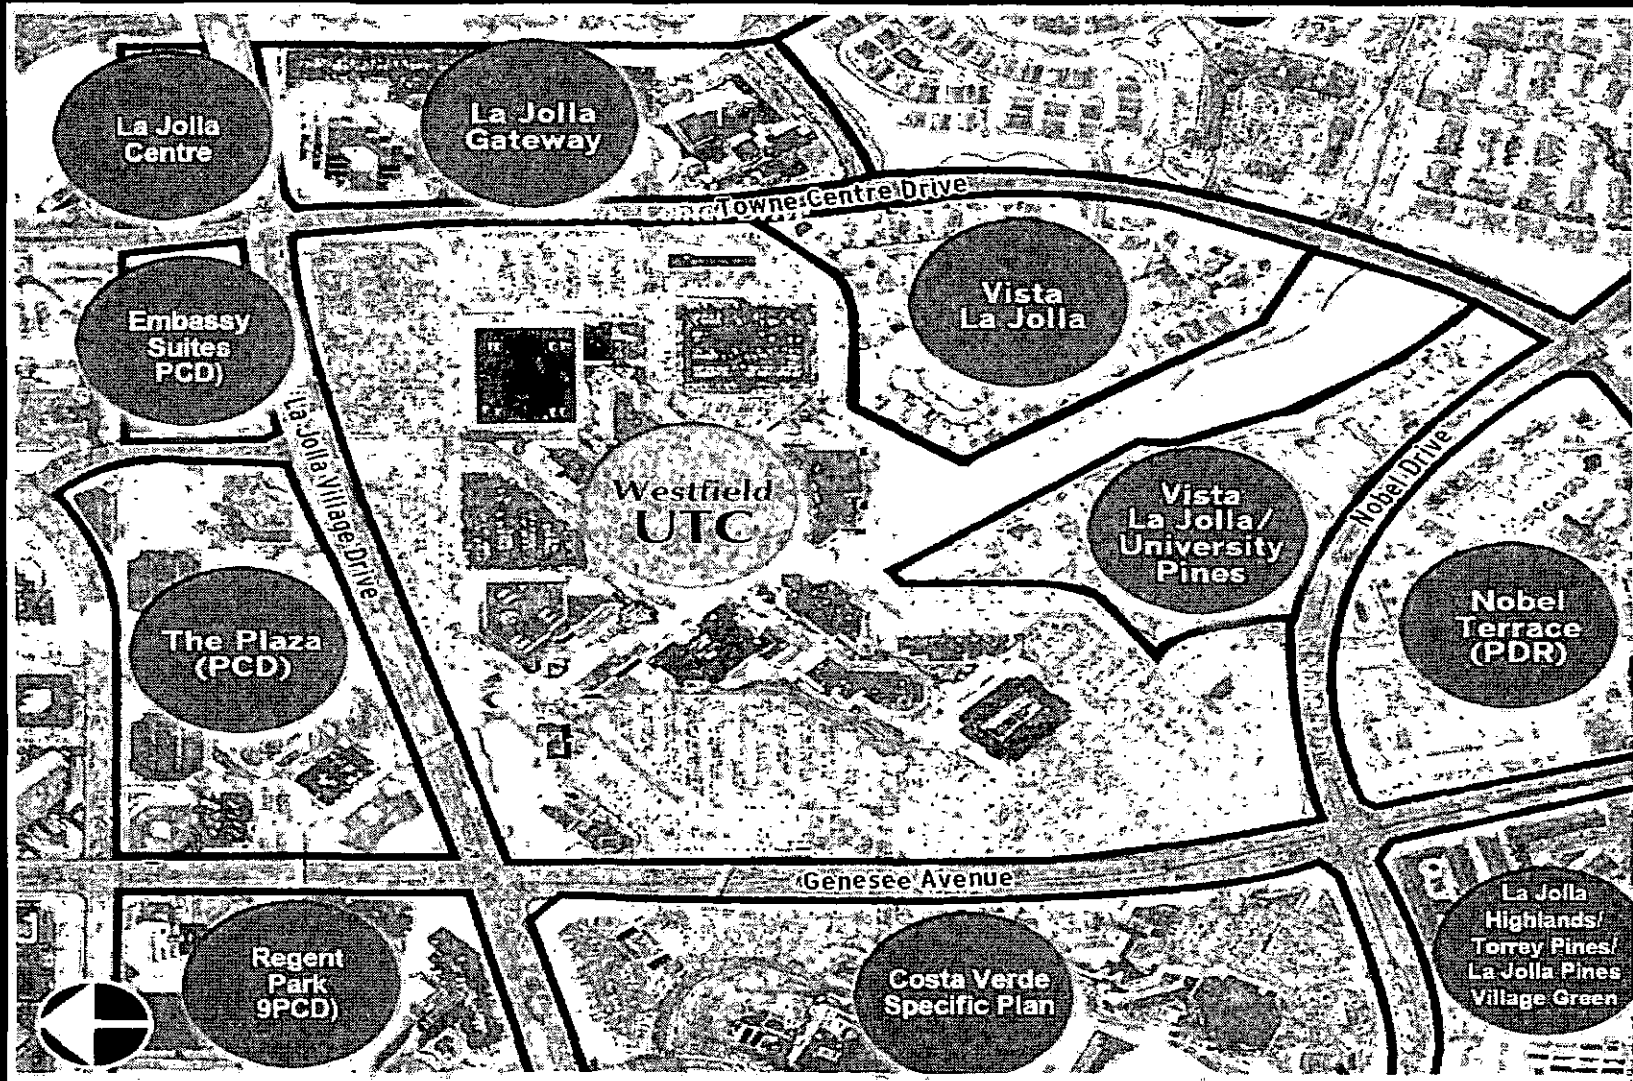 La Jolla
Centre
La Jolla
Gateway
Towne Centre Drive
Vista
La Jolla
Embassy
Suites
PCD)
La Jolla Village Drive
Westfield
UTC
Vista
La Jolla/
University
Pines
Nobel Drive
Nobel
Terrace
(PDR)
The Plaza
(PCD)
Genesee Avenue
La Jolla
Highlands/
Torrey Pines/
La Jolla Pines
Village Green
Regent
Park
9PCD)
Costa Verde
Specific Plan